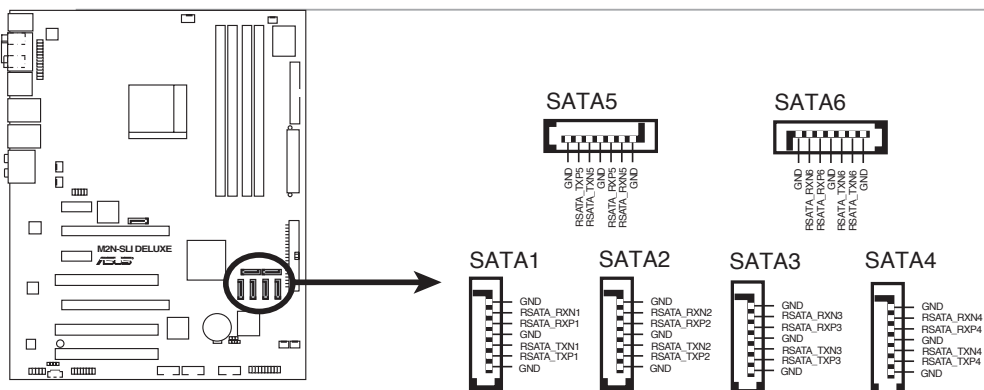 M2N-SLI DELUXE
ASUS
SATA5
GND
RSATA_TXP5
RSATA_TXN5
GND
RSATA_RXP5
RSATA_RXN5
GND
SATA6
GND
RSATA_RXN6
RSATA_RXP6
GND
RSATA_TXN6
RSATA_TXN6
GND
SATA1
GND
RSATA_RXN1
RSATA_RXP1
GND
RSATA_TXN1
RSATA_TXP1
GND
SATA2
GND
RSATA_RXN2
RSATA_RXP2
GND
RSATA_TXN2
RSATA_TXP2
GND
SATA3
GND
RSATA_RXN3
RSATA_RXP3
GND
RSATA_TXN3
RSATA_TXP3
GND
SATA4
GND
RSATA_RXN4
RSATA_RXP4
GND
RSATA_TXN4
RSATA_TXP4
GND